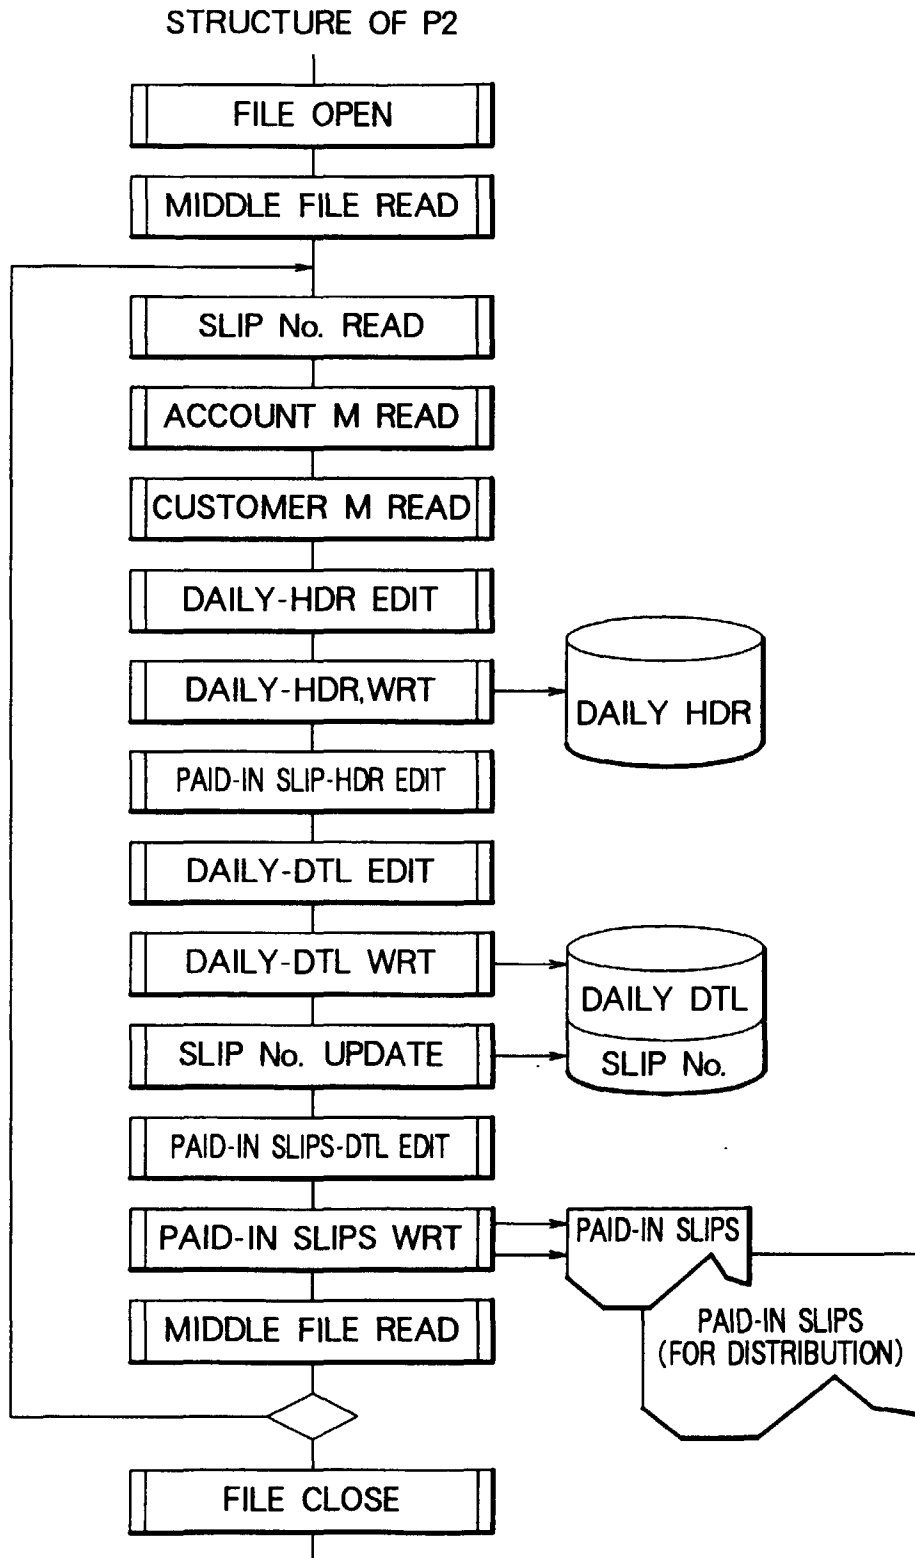 STRUCTURE OF P2
FILE OPEN
MIDDLE FILE READ
SLIP No. READ
ACCOUNT M READ
CUSTOMER M READ
DAILY-HDR EDIT
DAILY-HDR,WRT
DAILY HDR
PAID-IN SLIP-HDR EDIT
DAILY-DTL EDIT
DAILY-DTL WRT
DAILY DTL
SLIP No. UPDATE
SLIP No.
PAID-IN SLIPS-DTL EDIT
PAID-IN SLIPS WRT
PAID-IN SLIPS
MIDDLE FILE READ
PAID-IN SLIPS
(FOR DISTRIBUTION)
FILE CLOSE